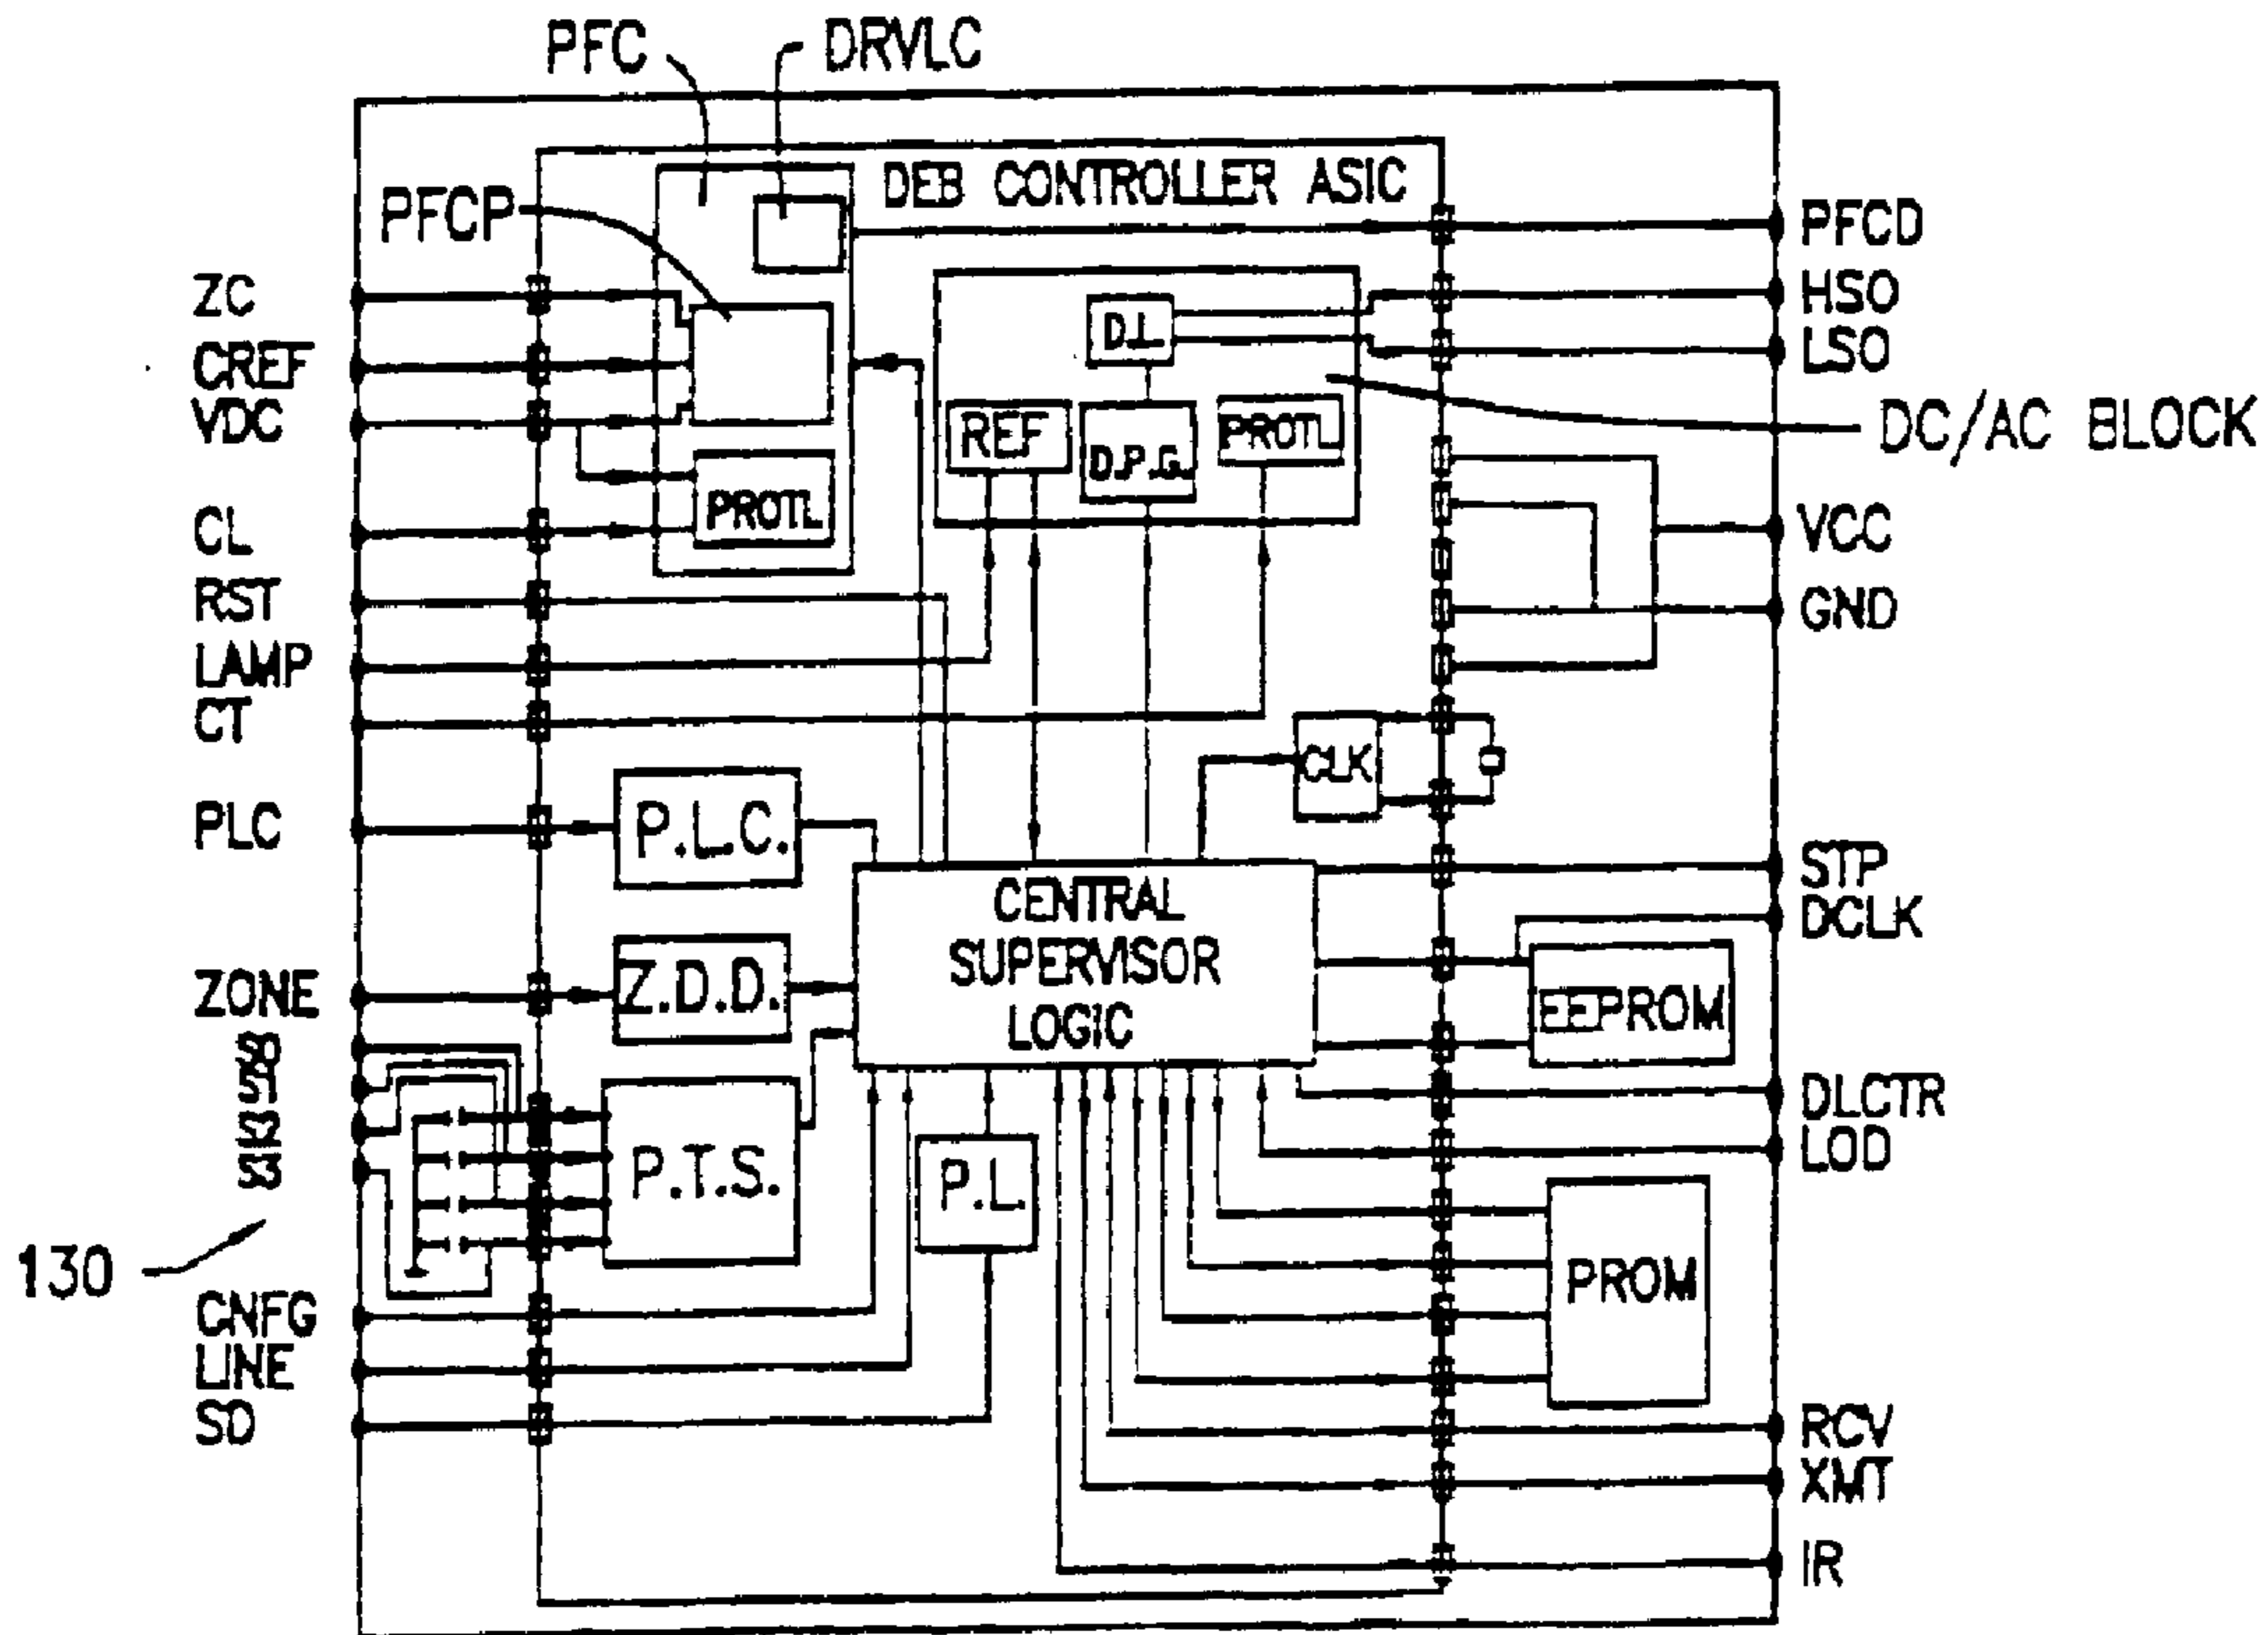 PFC
DRVLC
DEB CONTROLLER ASIC
PFCP
PFCD
ZC
HSO
D.L.
LSO
CREF
VDC
DC/AC BLOCK
REF
D.P.G.
PROTL
PROTL
CL
VCC
RST
GND
LAMP
CT
CLK
PLC
P.L.C.
STP
DCLK
CENTRAL
SUPERVISOR
LOGIC
ZONE
Z.D.D.
EEPROM
S0
S1
S2
S3
DLCTR
LOD
P.T.S.
P.L.
130
PROM
CNFG
LINE
SD
RCV
XMT
IR